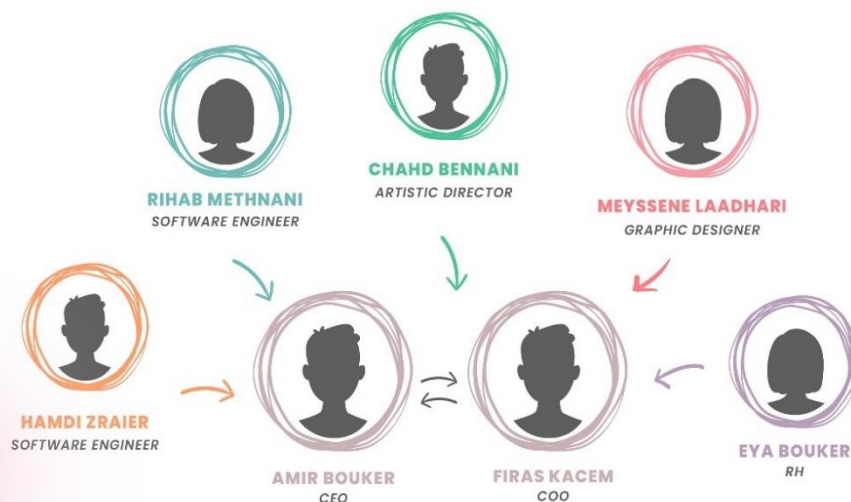 CHAHD BENNANI
ARTISTIC DIRECTOR
RIHAB METHNANI
SOFTWARE ENGINEER
MEYSSENE LAADHARI
GRAPHIC DESIGNER
HAMDI ZRAIER
SOFTWARE ENGINEER
AMIR BOUKER
CEO
FIRAS KACEM
COO
EYA BOUKER
RH